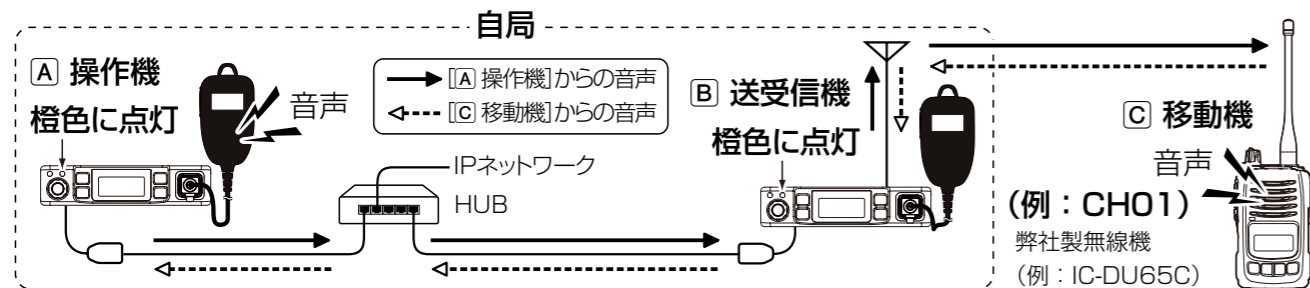 自局
A 操作機
橙色に点灯
音声
[A 操作機]からの音声
[C 移動機]からの音声
IPネットワーク
HUB
B 送受信機
橙色に点灯
C 移動機
音声
(例：CH01)
弊社製無線機
(例：IC-DU65C)